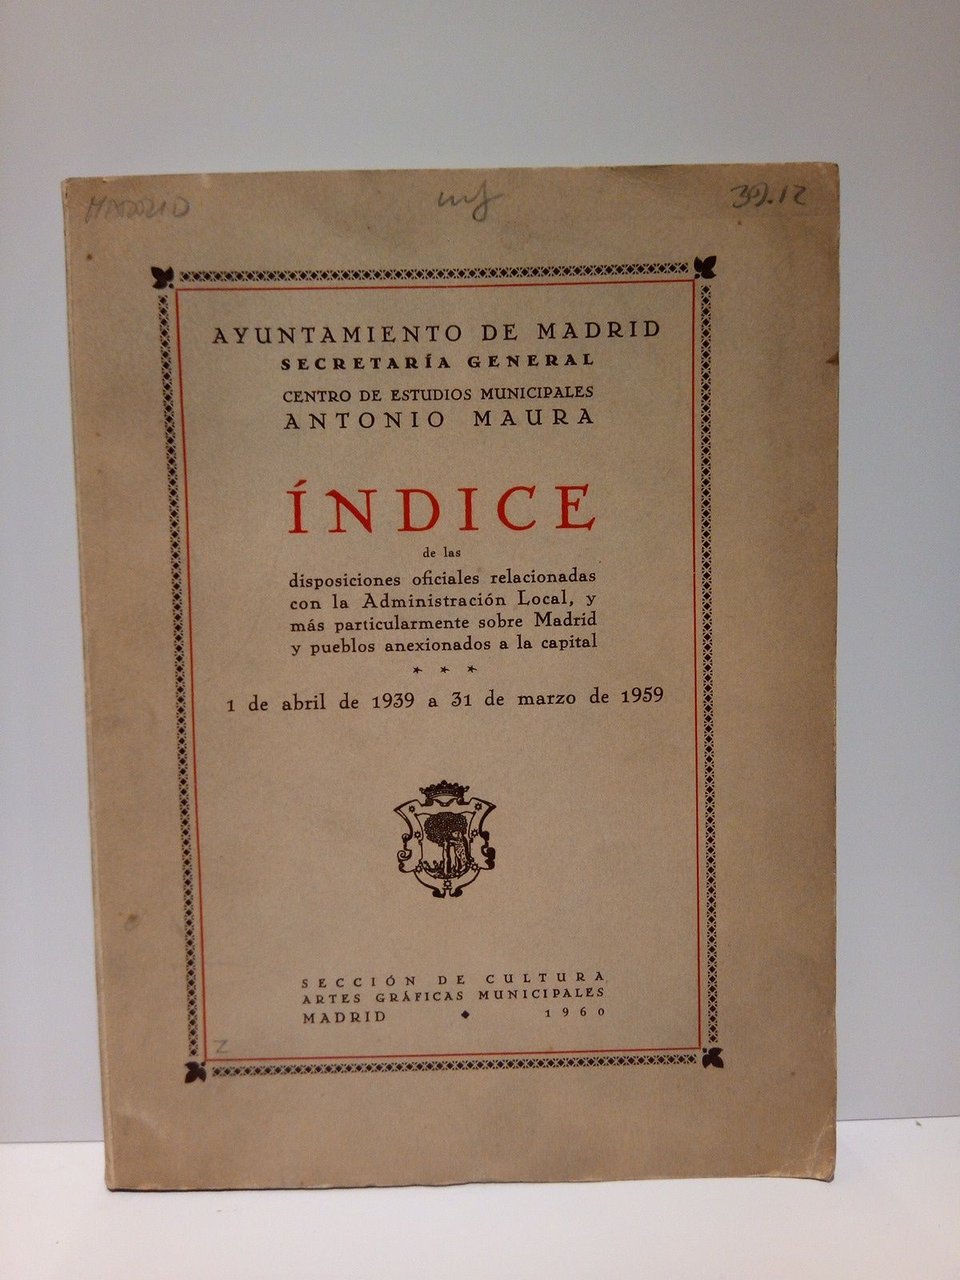 MADRID
AYUNTAMIENTO DE MADRID
SECRETARÍA GENERAL
CENTRO DE ESTUDIOS MUNICIPALES
ANTONIO MAURA
ÍNDICE
de las
disposiciones oficiales relacionadas
con la Administración Local, y
más particularmente sobre Madrid
y pueblos anexionados a la capital
* * *
1 de abril de 1939 a 31 de marzo de 1959
SECCIÓN DE CULTURA
ARTES GRÁFICAS MUNICIPALES
MADRID ◆ 1960
Z